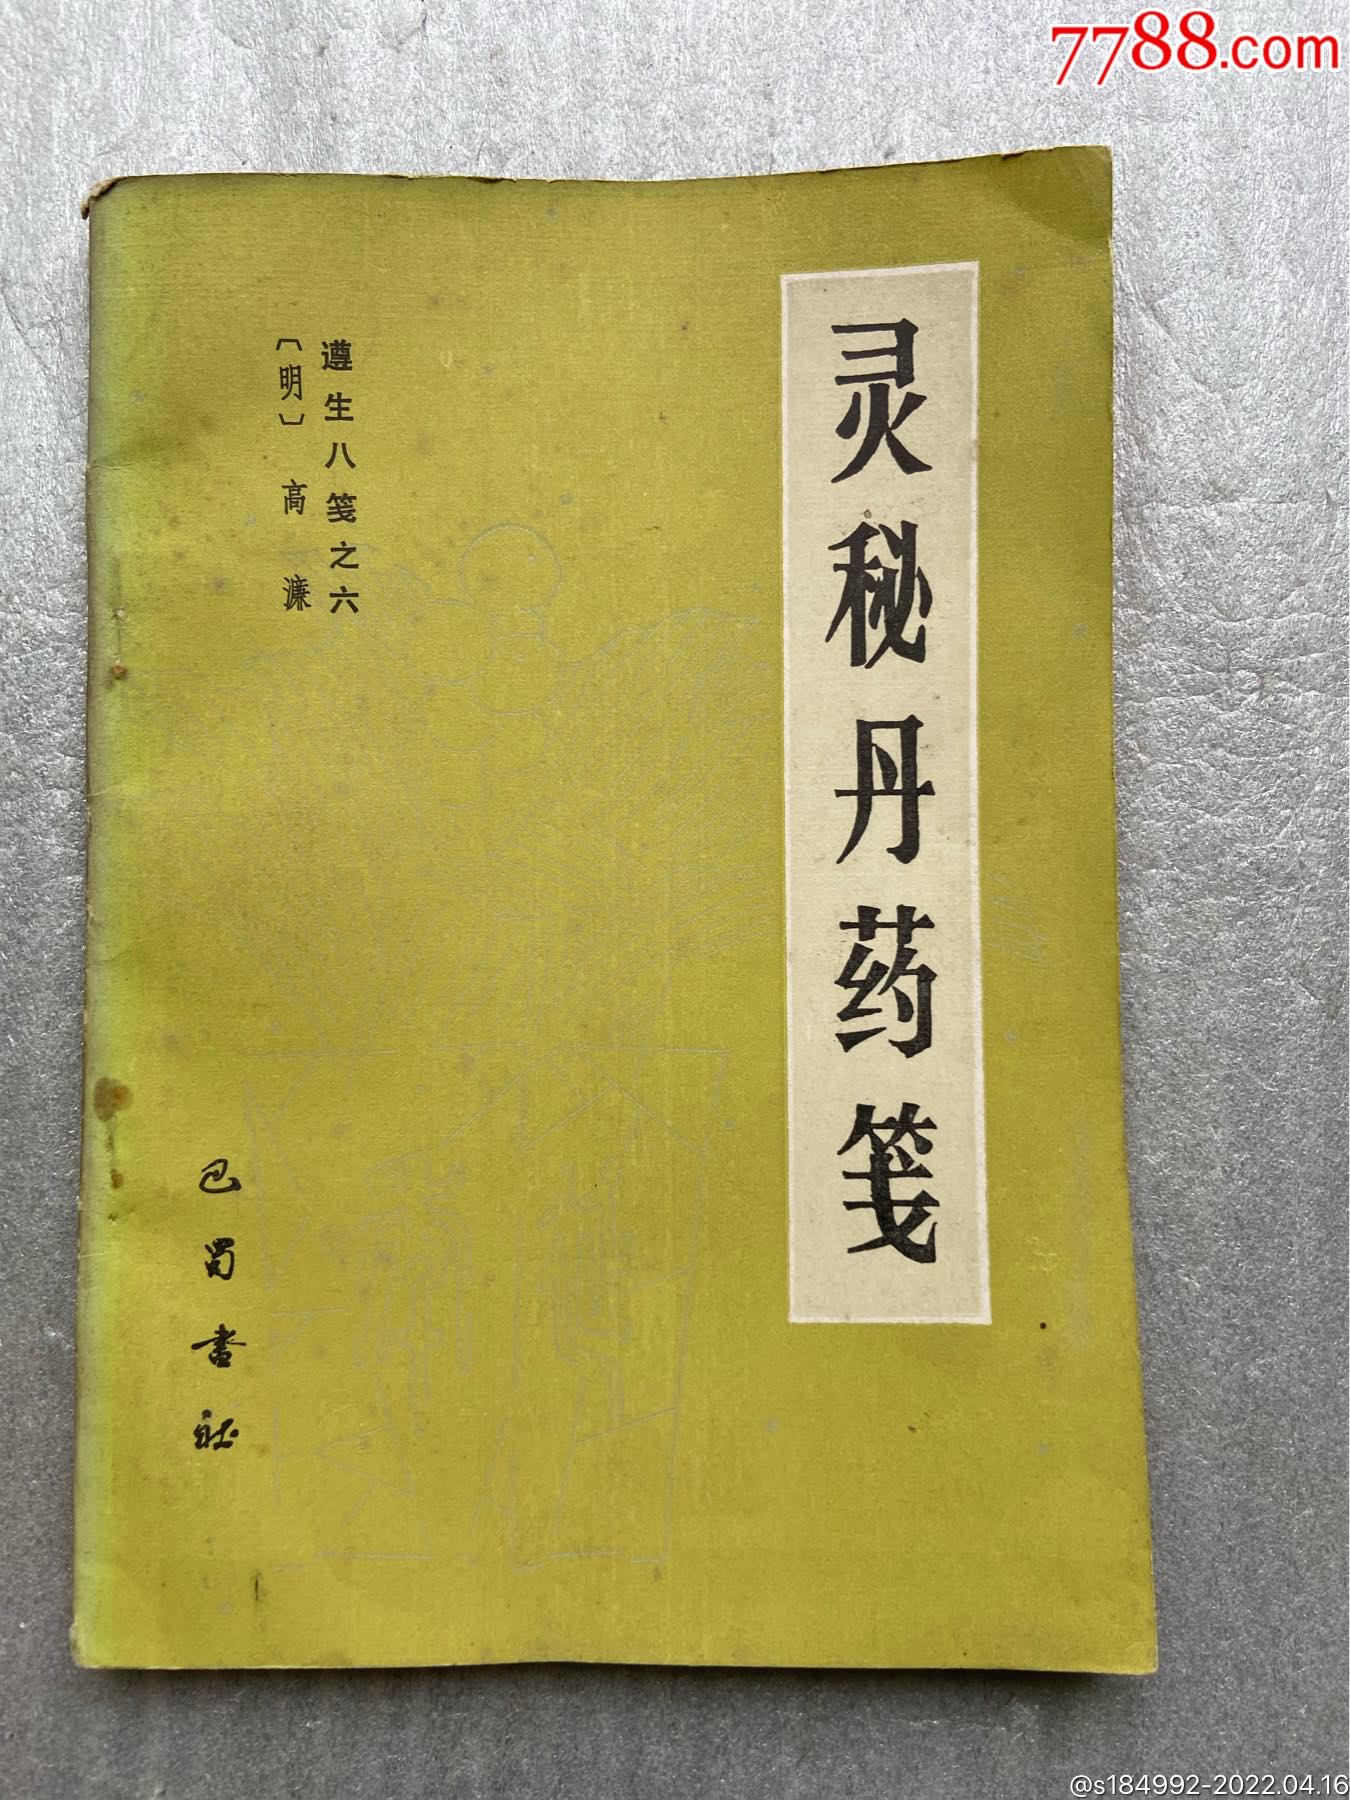 7788.com
灵秘丹药笺
遵生八笺之六
〔明〕高濂
巴蜀书社
@s184992-2022.04.16